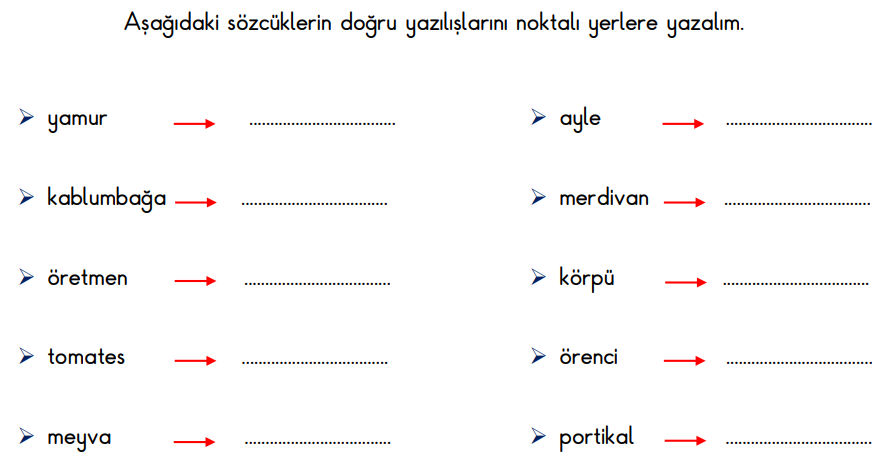 Aşağıdaki sözcüklerin doğru yazılışlarını noktalı yerlere yazalım.
➢ yamur → ................................... ➢ ayle → ...................................
➢ kablumbağa → ................................... ➢ merdivan → ...................................
➢ öretmen → ................................... ➢ körpü → ...................................
➢ tomates → ................................... ➢ örenci → ...................................
➢ meyva → ................................... ➢ portikal → ...................................